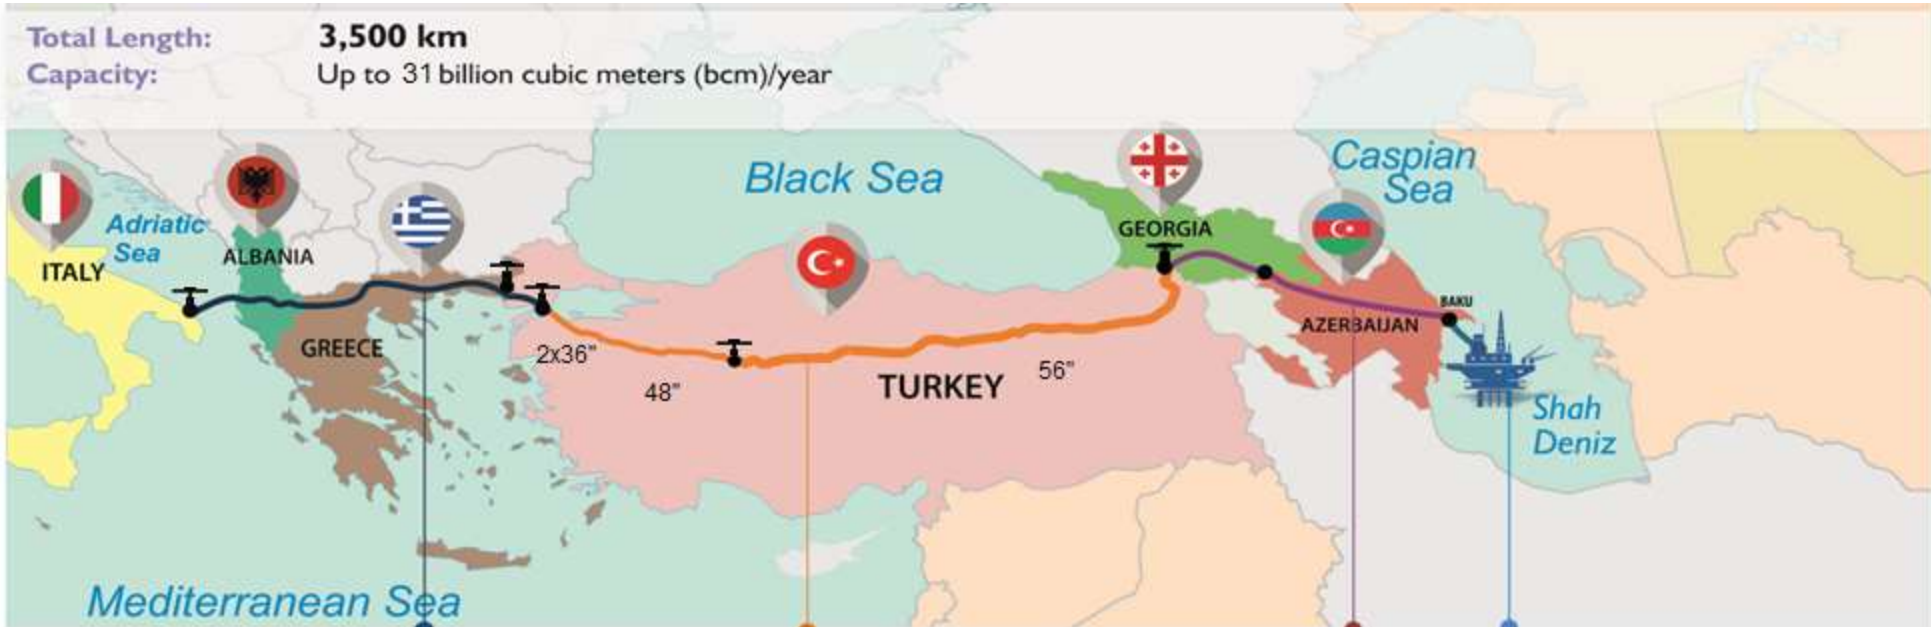 Total Length: 3,500 km
Capacity: Up to 31 billion cubic meters (bcm)/year
Black Sea
Caspian
Sea
Adriatic
Sea
GEORGIA
ALBANIA
ITALY
BAKU
AZERBAIJAN
GREECE
2x36"
48"
TURKEY
56"
Shah
Deniz
Mediterranean Sea